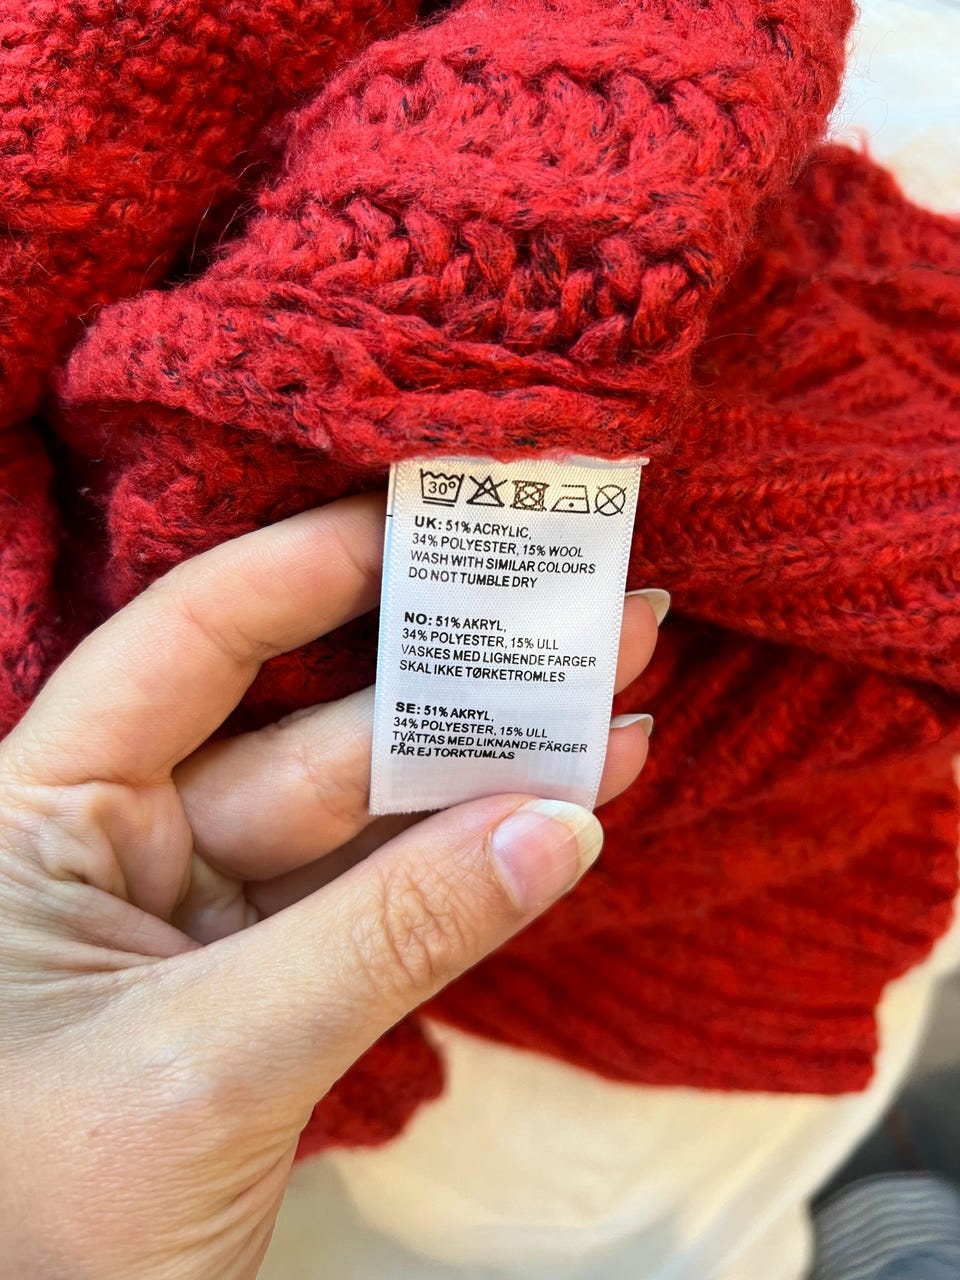 30°
UK: 51% ACRYLIC,
34% POLYESTER, 15% WOOL
WASH WITH SIMILAR COLOURS
DO NOT TUMBLE DRY
NO: 51% AKRYL,
34% POLYESTER, 15% ULL
VASKES MED LIGNENDE FARGER
SKAL IKKE TØRKETROMLES
SE: 51% AKRYL,
34% POLYESTER, 15% ULL
TVÄTTAS MED LIKNANDE FÄRGER
FÅR EJ TORKTUMLAS